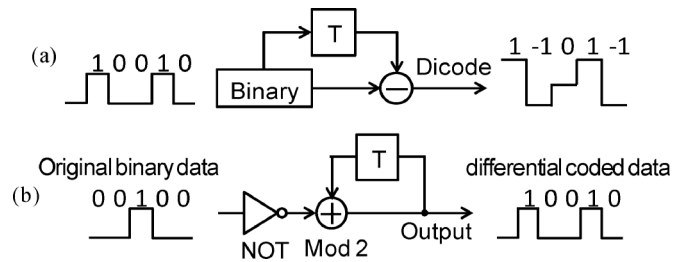 (a)
1 0 0 1 0
T
Binary
Dicode
1 -1 0 1 -1
(b)
Original binary data
0 0 1 0 0
NOT
Mod 2
T
Output
differential coded data
1 0 0 1 0